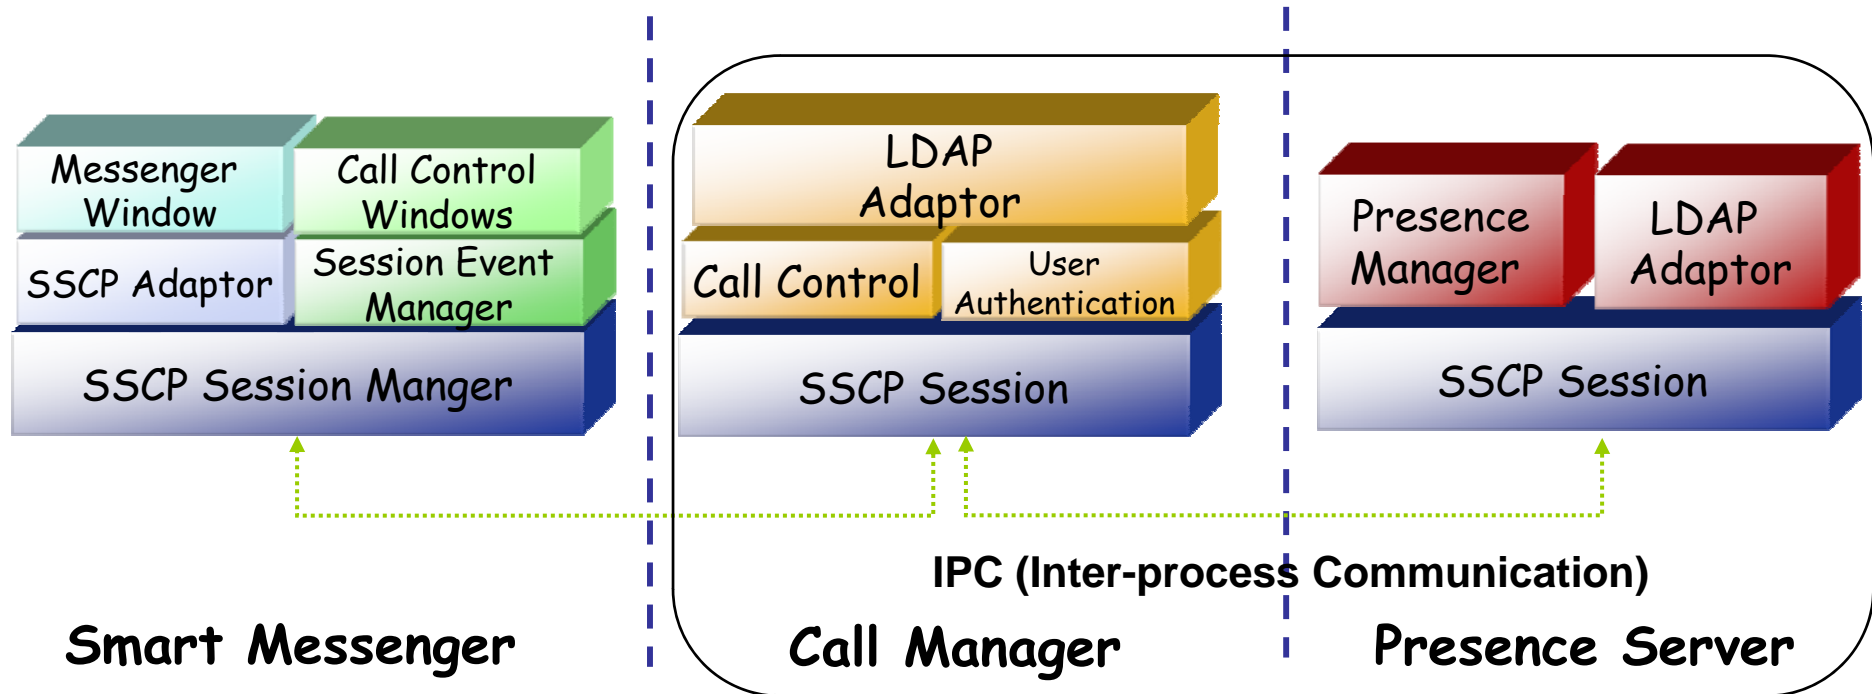 Messenger
Window
Call Control
Windows
SSCP Adaptor
Session Event
Manager
SSCP Session Manger
Smart Messenger
LDAP
Adaptor
Call Control
User
Authentication
SSCP Session
Call Manager
Presence
Manager
LDAP
Adaptor
SSCP Session
IPC (Inter-process Communication)
Presence Server